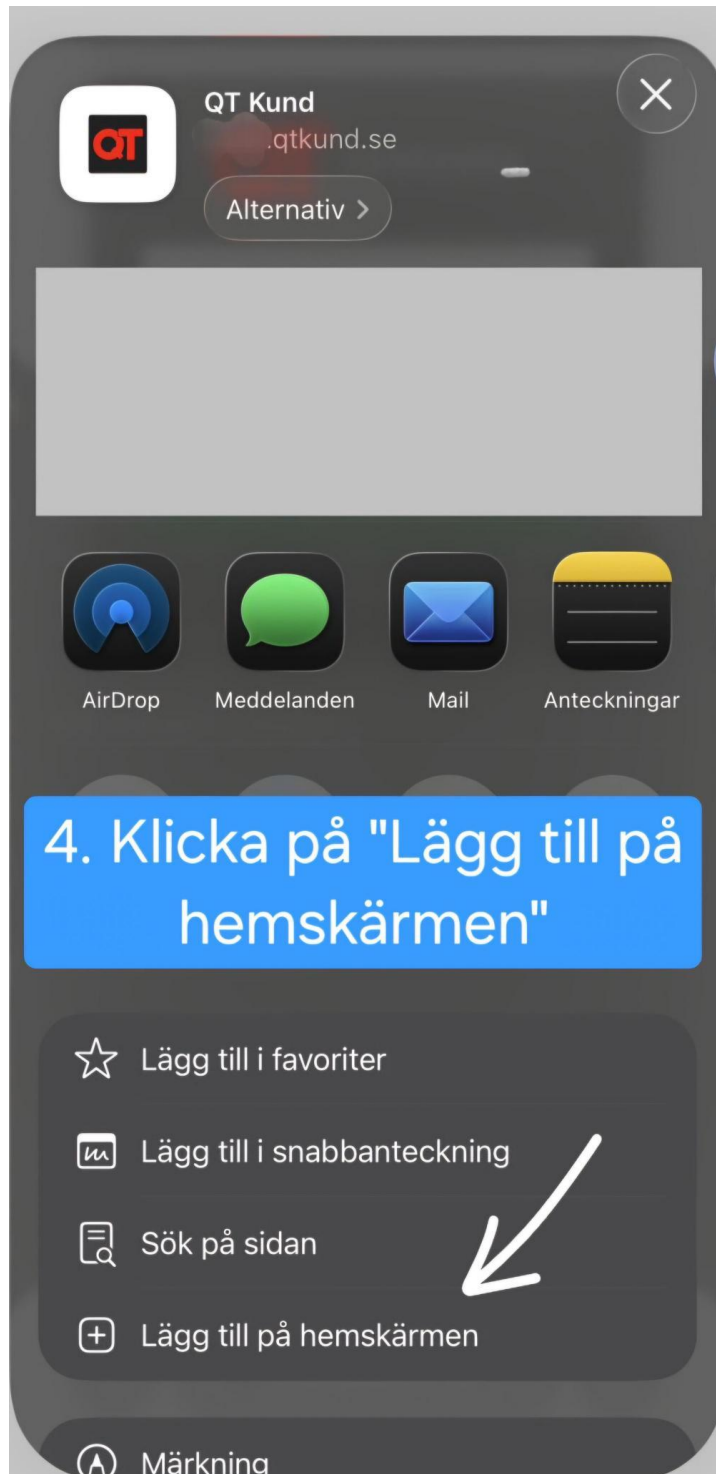 QT
QT Kund
.qtkund.se
Alternativ >
AirDrop
Meddelanden
Mail
Anteckningar
4. Klicka på "Lägg till på
hemskärmen"
Lägg till i favoriter
Lägg till i snabbanteckning
Sök på sidan
Lägg till på hemskärmen
Märkning